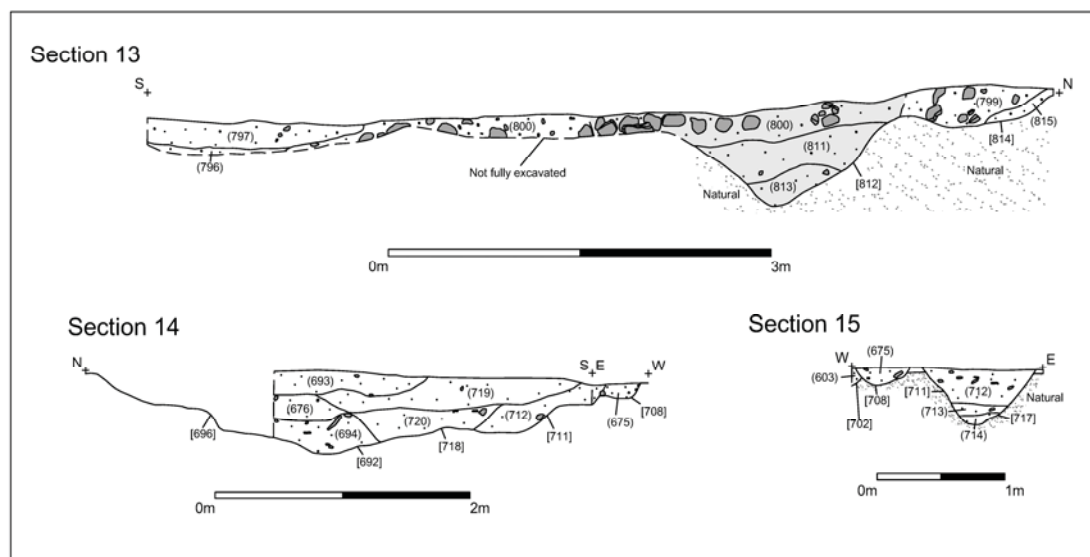 Section 13
S
N
(797)
(796)
(800)
Not fully excavated
(800)
(811)
(813)
[812]
Natural
(799)
[814]
(815)
Natural
0m
3m
Section 14
N
S E
W
(693)
(719)
(676)
(694)
(720)
(712)
[696]
[692]
[718]
[711]
(675)
[708]
0m
2m
Section 15
W
(675)
E
(603)
[708]
[711]
(712)
Natural
[702]
(713)
[717]
(714)
0m
1m